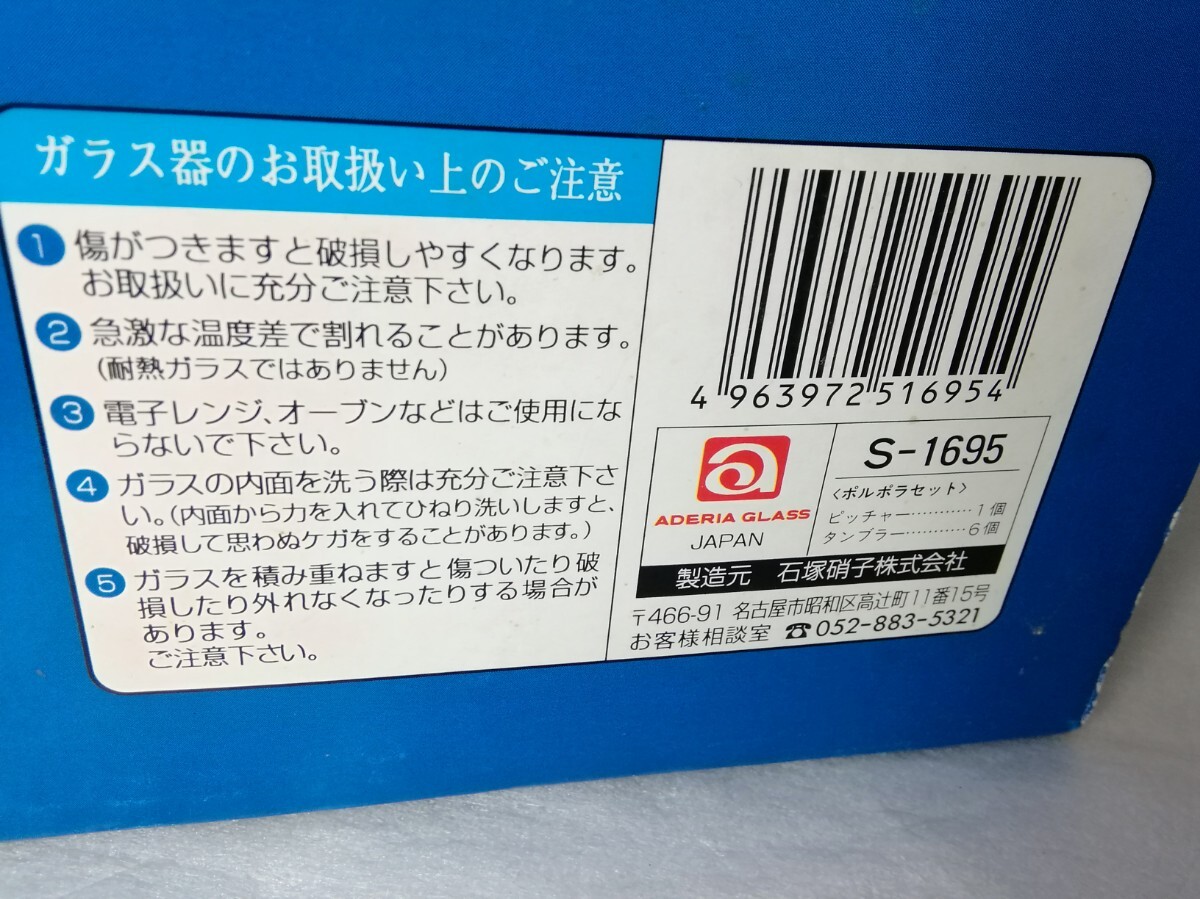 ガラス器のお取扱い上のご注意
1 傷がつきますと破損しやすくなります。
お取扱いに充分ご注意下さい。
2 急激な温度差で割れることがあります。
(耐熱ガラスではありません)
3 電子レンジ、オーブンなどはご使用にな
らないで下さい。
4 ガラスの内面を洗う際は充分ご注意下さ
い。(内面から力を入れてひねり洗いしますと、
破損して思わぬケガをすることがあります。)
5 ガラスを積み重ねますと傷ついたり破
損したり外れなくなったりする場合が
あります。
ご注意下さい。
4 963972 516954
a
ADERIA GLASS
JAPAN
S-1695
〈ポルポラセット〉
ピッチャー…………1個
タンブラー…………6個
製造元 石塚硝子株式会社
〒466-91 名古屋市昭和区高辻町11番15号
お客様相談室 ☎052-883-5321